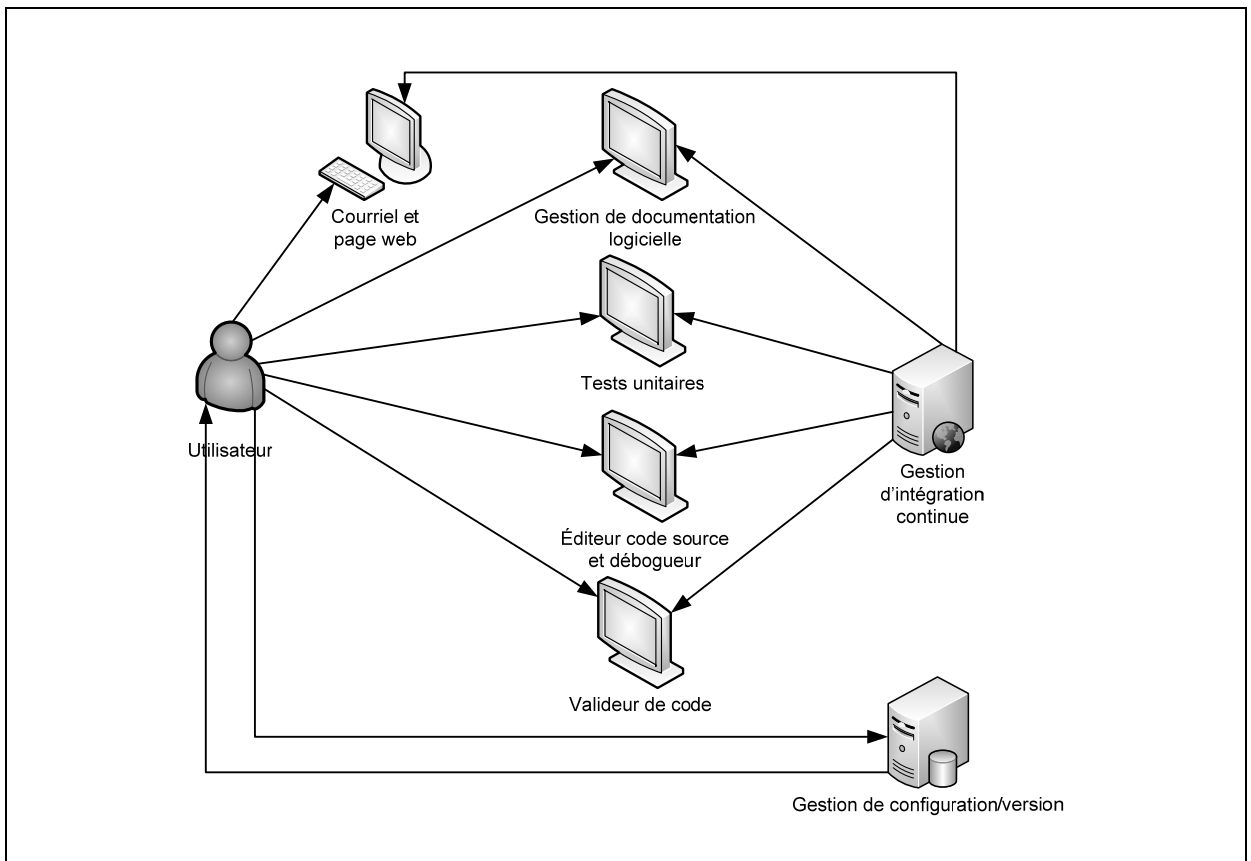 Courriel et
page web
Gestion de documentation
logicielle
Tests unitaires
Utilisateur
Gestion
d'intégration
continue
Éditeur code source
et débogueur
Valideur de code
Gestion de configuration/version